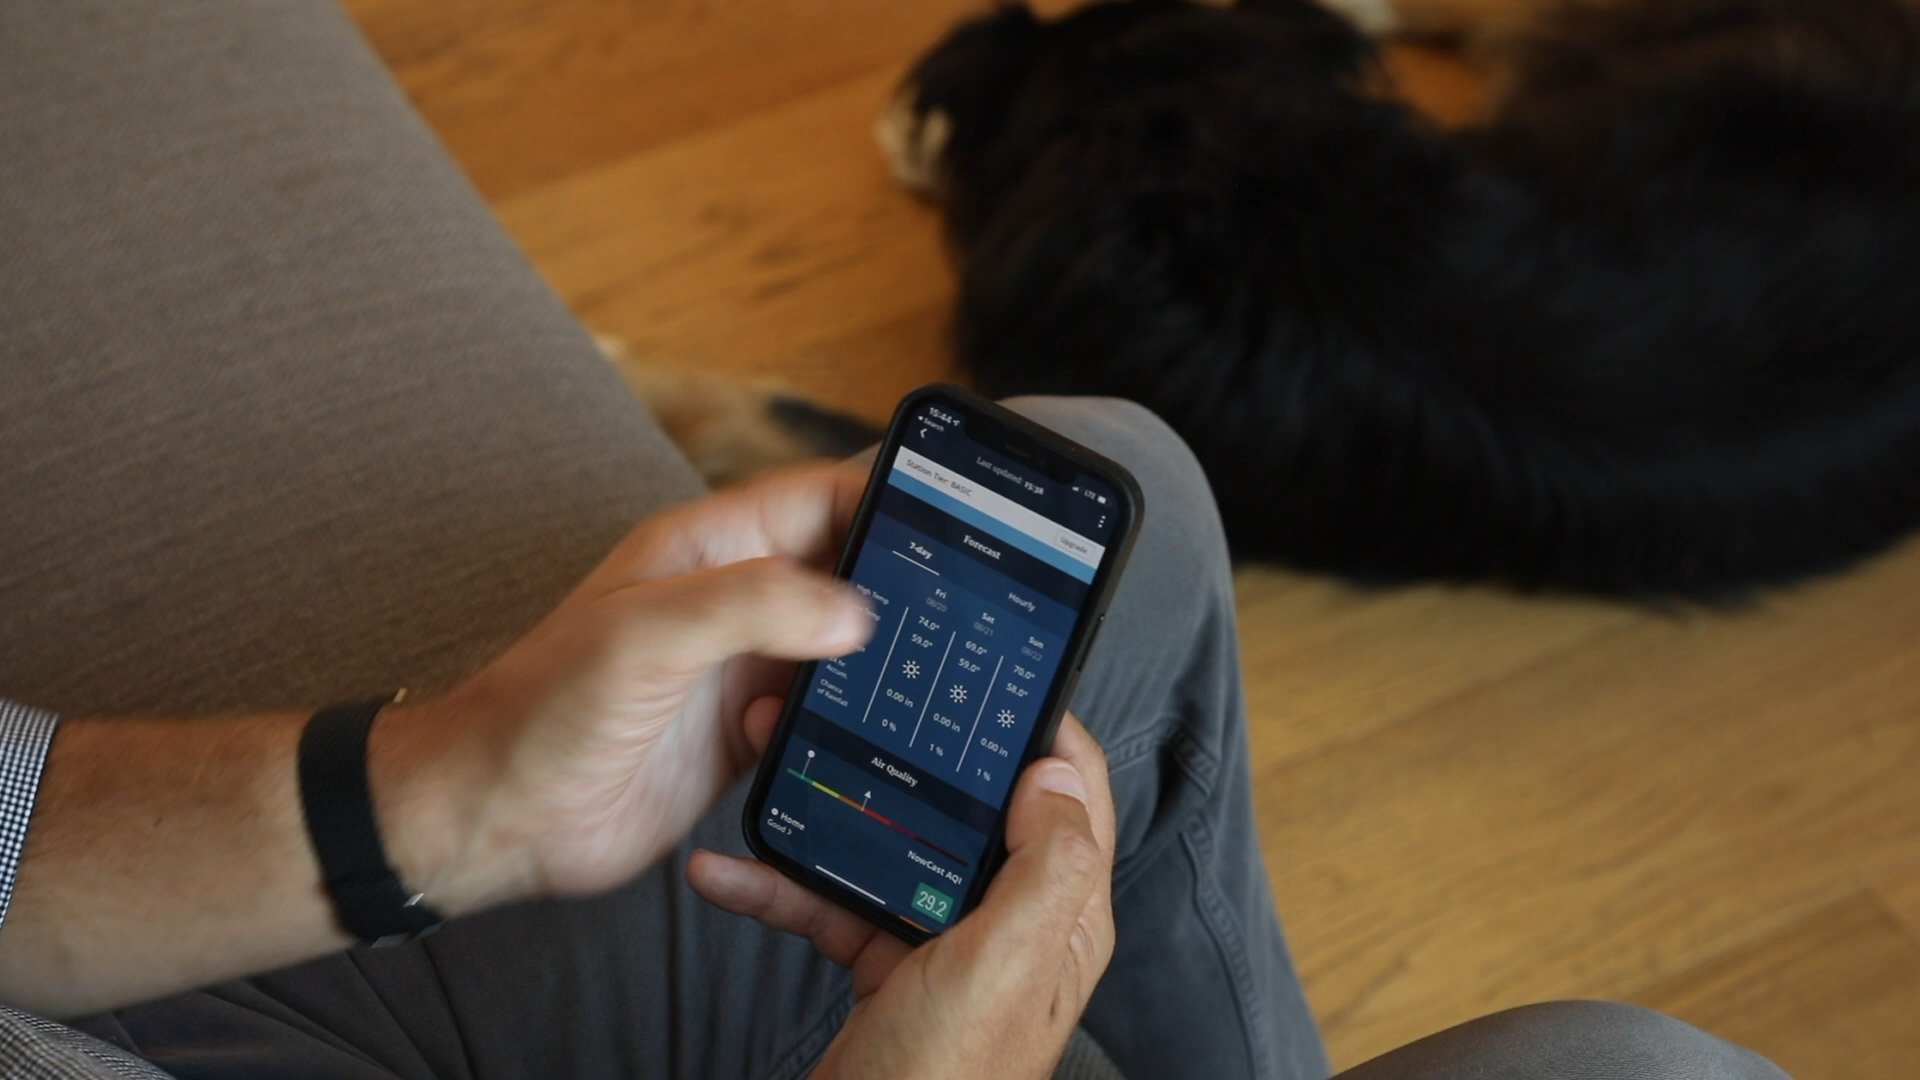 15:44
Search
LTE
Last updated 15:38
Station Tier: BASIC
Upgrade
Forecast
7-day
Hourly
Fri
Sat
Sun
08/20
08/21
08/22
High Temp
74.0°
69.0°
70.0°
Temp
59.0°
59.0°
58.0°
Accum.
0.00 in
0.00 in
0.00 in
Chance
of Rainfall
0 %
1 %
1 %
Air Quality
Home
Good >
NowCast AQI
29.2